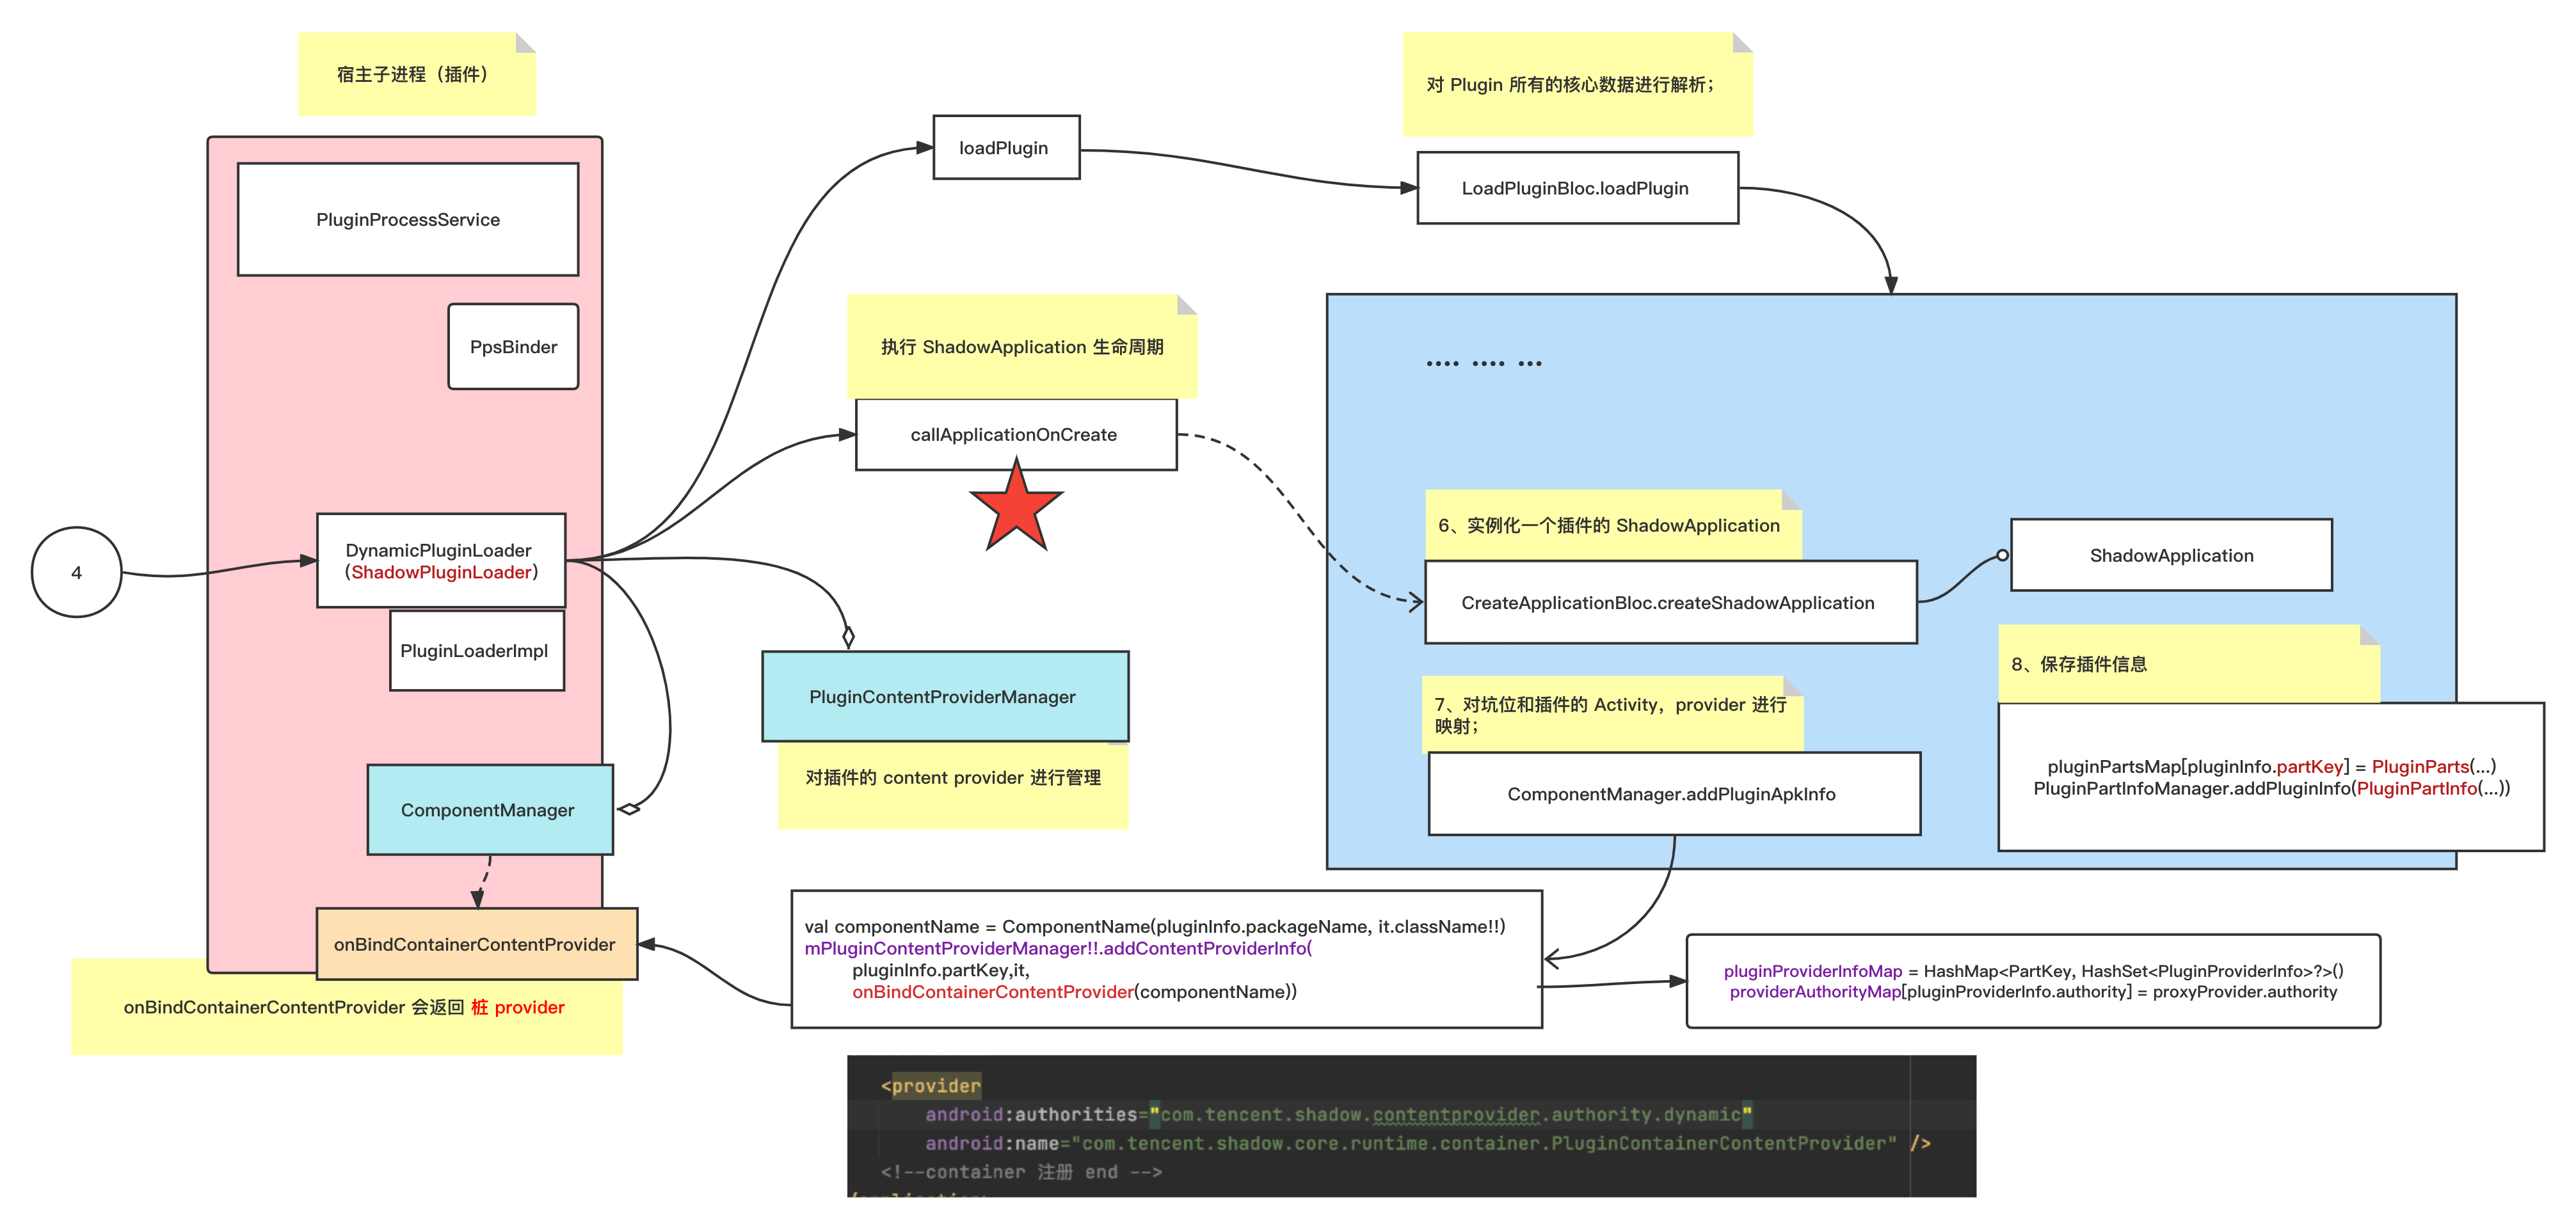 宿主子进程（插件）
对 Plugin 所有的核心数据进行解析；
PluginProcessService
loadPlugin
LoadPluginBloc.loadPlugin
PpsBinder
执行 ShadowApplication 生命周期
callApplicationOnCreate
.... .... ...
4
DynamicPluginLoader
(ShadowPluginLoader)
PluginLoaderImpl
6、实例化一个插件的 ShadowApplication
CreateApplicationBloc.createShadowApplication
ShadowApplication
PluginContentProviderManager
对插件的 content provider 进行管理
7、对坑位和插件的 Activity，provider 进行
映射；
ComponentManager.addPluginApkInfo
8、保存插件信息
pluginPartsMap[pluginInfo.partKey] = PluginParts(...)
PluginPartInfoManager.addPluginInfo(PluginPartInfo(...))
ComponentManager
onBindContainerContentProvider
onBindContainerContentProvider 会返回 桩 provider
val componentName = ComponentName(pluginInfo.packageName, it.className!!)
mPluginContentProviderManager!!.addContentProviderInfo(
pluginInfo.partKey,it,
onBindContainerContentProvider(componentName))
pluginProviderInfoMap = HashMap<PartKey, HashSet<PluginProviderInfo>?>()
providerAuthorityMap[pluginProviderInfo.authority] = proxyProvider.authority
<provider
android:authorities="com.tencent.shadow.contentprovider.authority.dynamic"
android:name="com.tencent.shadow.core.runtime.container.PluginContainerContentProvider" />
<!--container 注册 end -->